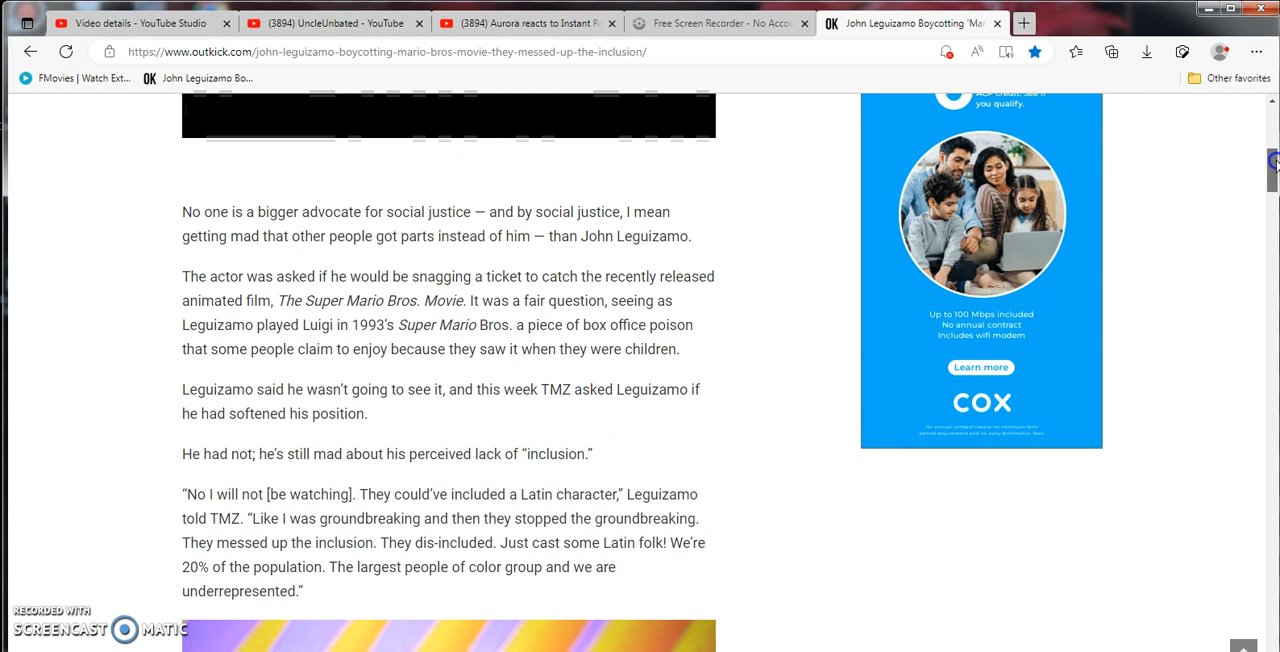 Video details - YouTube Studio
(3894) UncleUnbated - YouTube
(3894) Aurora reacts to Instant Re
Free Screen Recorder - No Accou
OK John Leguizamo Boycotting 'Mar
https://www.outkick.com/john-leguizamo-boycotting-mario-bros-movie-they-messed-up-the-inclusion/
FMovies | Watch Ext...
OK John Leguizamo Bo...
Other favorites
ACP credit. See if
you qualify.
No one is a bigger advocate for social justice — and by social justice, I mean
getting mad that other people got parts instead of him — than John Leguizamo.
The actor was asked if he would be snagging a ticket to catch the recently released
animated film, The Super Mario Bros. Movie. It was a fair question, seeing as
Leguizamo played Luigi in 1993’s Super Mario Bros. a piece of box office poison
that some people claim to enjoy because they saw it when they were children.
Leguizamo said he wasn’t going to see it, and this week TMZ asked Leguizamo if
he had softened his position.
He had not; he’s still mad about his perceived lack of “inclusion.”
“No I will not [be watching]. They could’ve included a Latin character,” Leguizamo
told TMZ. “Like I was groundbreaking and then they stopped the groundbreaking.
They messed up the inclusion. They dis-included. Just cast some Latin folk! We’re
20% of the population. The largest people of color group and we are
underrepresented.”
Up to 100 Mbps included
No annual contract
Includes wifi modem
Learn more
COX
RECORDED WITH
SCREENCAST MATIC